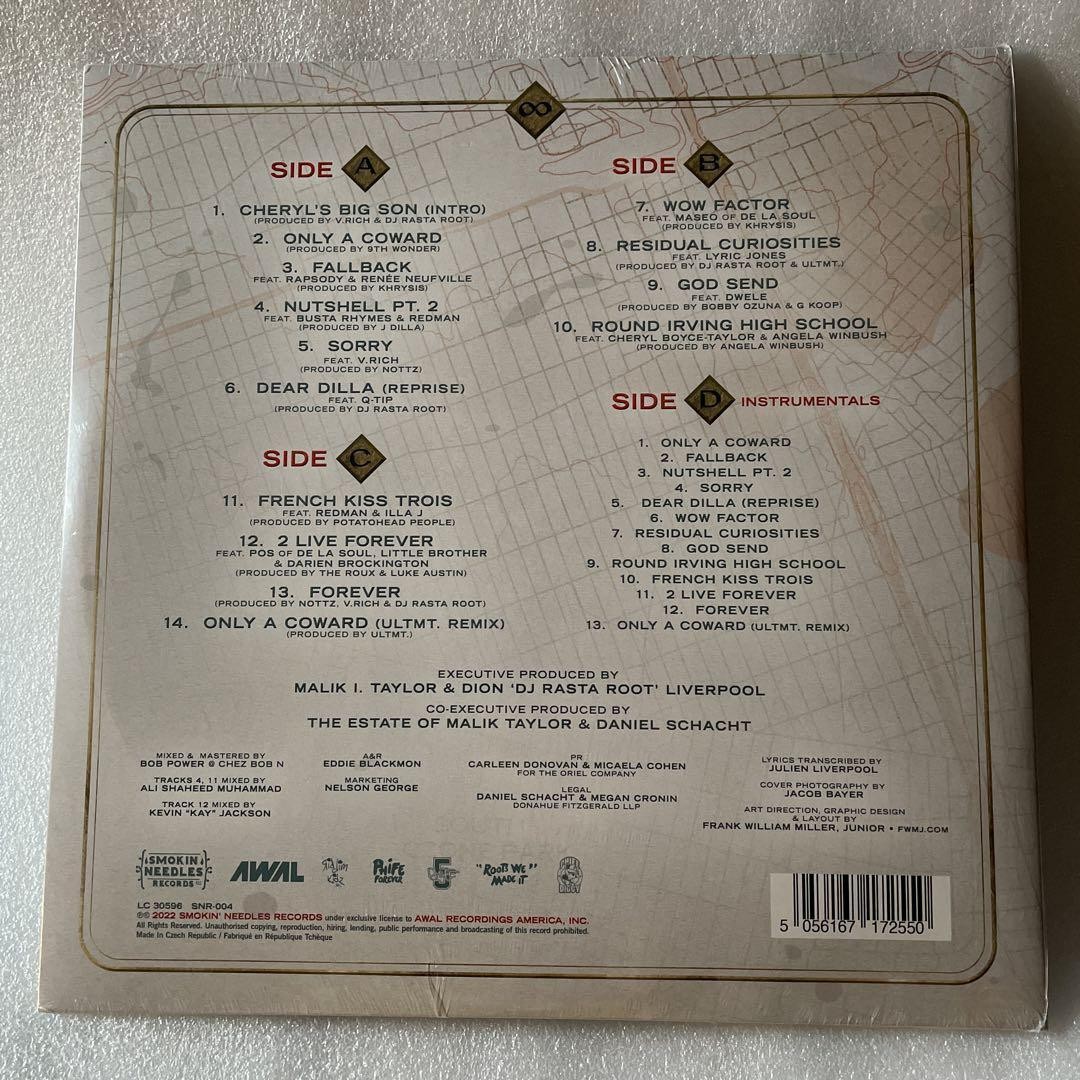 ∞
SIDE A
1. CHERYL'S BIG SON (INTRO)
(PRODUCED BY V.RICH & DJ RASTA ROOT)
2. ONLY A COWARD
(PRODUCED BY 9TH WONDER)
3. FALLBACK
FEAT. RAPSODY & RENÉE NEUFVILLE
(PRODUCED BY KHRYSIS)
4. NUTSHELL PT. 2
FEAT. BUSTA RHYMES & REDMAN
(PRODUCED BY J DILLA)
5. SORRY
FEAT. V.RICH
(PRODUCED BY NOTTZ)
6. DEAR DILLA (REPRISE)
FEAT. Q-TIP
(PRODUCED BY DJ RASTA ROOT)
SIDE B
7. WOW FACTOR
FEAT. MASEO OF DE LA SOUL
(PRODUCED BY KHRYSIS)
8. RESIDUAL CURIOSITIES
FEAT. LYRIC JONES
(PRODUCED BY DJ RASTA ROOT & ULTMT.)
9. GOD SEND
FEAT. DWELE
(PRODUCED BY BOBBY OZUNA & G KOOP)
10. ROUND IRVING HIGH SCHOOL
FEAT. CHERYL BOYCE-TAYLOR & ANGELA WINBUSH
(PRODUCED BY ANGELA WINBUSH)
SIDE C
11. FRENCH KISS TROIS
FEAT. REDMAN & ILLA J
(PRODUCED BY POTATOHEAD PEOPLE)
12. 2 LIVE FOREVER
FEAT. POS OF DE LA SOUL, LITTLE BROTHER
& DARIEN BROCKINGTON
(PRODUCED BY THE ROUX & LUKE AUSTIN)
13. FOREVER
(PRODUCED BY NOTTZ, V.RICH & DJ RASTA ROOT)
14. ONLY A COWARD (ULTMT. REMIX)
(PRODUCED BY ULTMT.)
SIDE D INSTRUMENTALS
1. ONLY A COWARD
2. FALLBACK
3. NUTSHELL PT. 2
4. SORRY
5. DEAR DILLA (REPRISE)
6. WOW FACTOR
7. RESIDUAL CURIOSITIES
8. GOD SEND
9. ROUND IRVING HIGH SCHOOL
10. FRENCH KISS TROIS
11. 2 LIVE FOREVER
12. FOREVER
13. ONLY A COWARD (ULTMT. REMIX)
EXECUTIVE PRODUCED BY
MALIK I. TAYLOR & DION 'DJ RASTA ROOT' LIVERPOOL
CO-EXECUTIVE PRODUCED BY
THE ESTATE OF MALIK TAYLOR & DANIEL SCHACHT
MIXED & MASTERED BY
BOB POWER @ CHEZ BOB N
TRACKS 4, 11 MIXED BY
ALI SHAHEED MUHAMMAD
TRACK 12 MIXED BY
KEVIN "KAY" JACKSON
A&R
EDDIE BLACKMON
MARKETING
NELSON GEORGE
PR
CARLEEN DONOVAN & MICAELA COHEN
FOR THE ORIEL COMPANY
LEGAL
DANIEL SCHACHT & MEGAN CRONIN
DONAHUE FITZGERALD LLP
LYRICS TRANSCRIBED BY
JULIEN LIVERPOOL
COVER PHOTOGRAPHY BY
JACOB BAYER
ART DIRECTION, GRAPHIC DESIGN
& LAYOUT BY
FRANK WILLIAM MILLER, JUNIOR • FWMJ.COM
SMOKIN'
NEEDLES
RECORDS
AWAL
PHIFE
FOREVER
5
"ROOTS WE"
MADE IT
LC 30596 SNR-004
℗© 2022 SMOKIN' NEEDLES RECORDS under exclusive license to AWAL RECORDINGS AMERICA, INC.
All Rights Reserved. Unauthorised copying, reproduction, hiring, lending, public performance and broadcasting of this record prohibited.
Made In Czech Republic / Fabriqué en République Tchèque
5 056167 172550